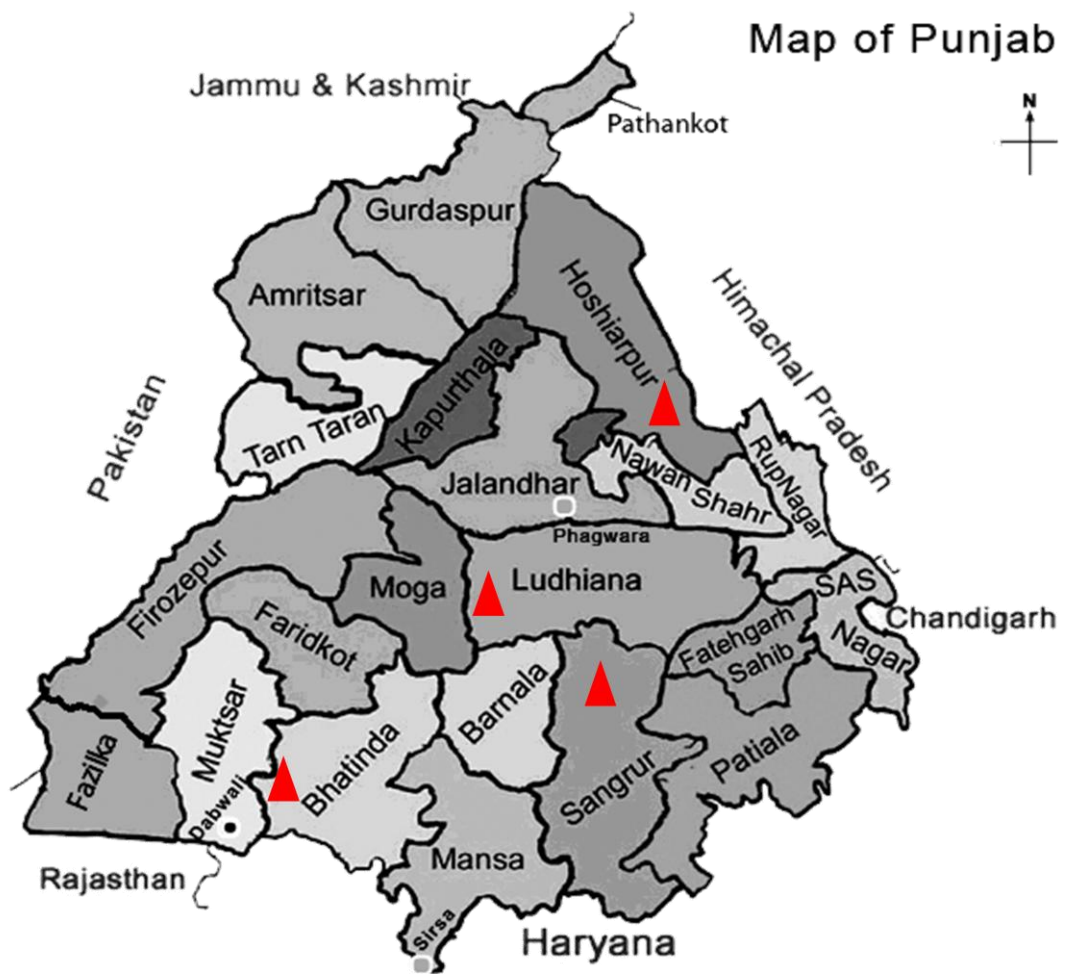 Map of Punjab
Jammu & Kashmir
N
Pathankot
Gurdaspur
Amritsar
Hoshiarpur
Himachal Pradesh
Pakistan
Kapurthala
Tarn Taran
Jalandhar
Nawan Shahr
RupNagar
Phagwara
Firozepur
Moga
Ludhiana
SAS
Nagar
Chandigarh
Faridkot
Fatehgarh
Sahib
Muktsar
Barnala
Fazilka
Bhatinda
Sangrur
Patiala
Dabwali
Mansa
Rajasthan
Sirsa
Haryana